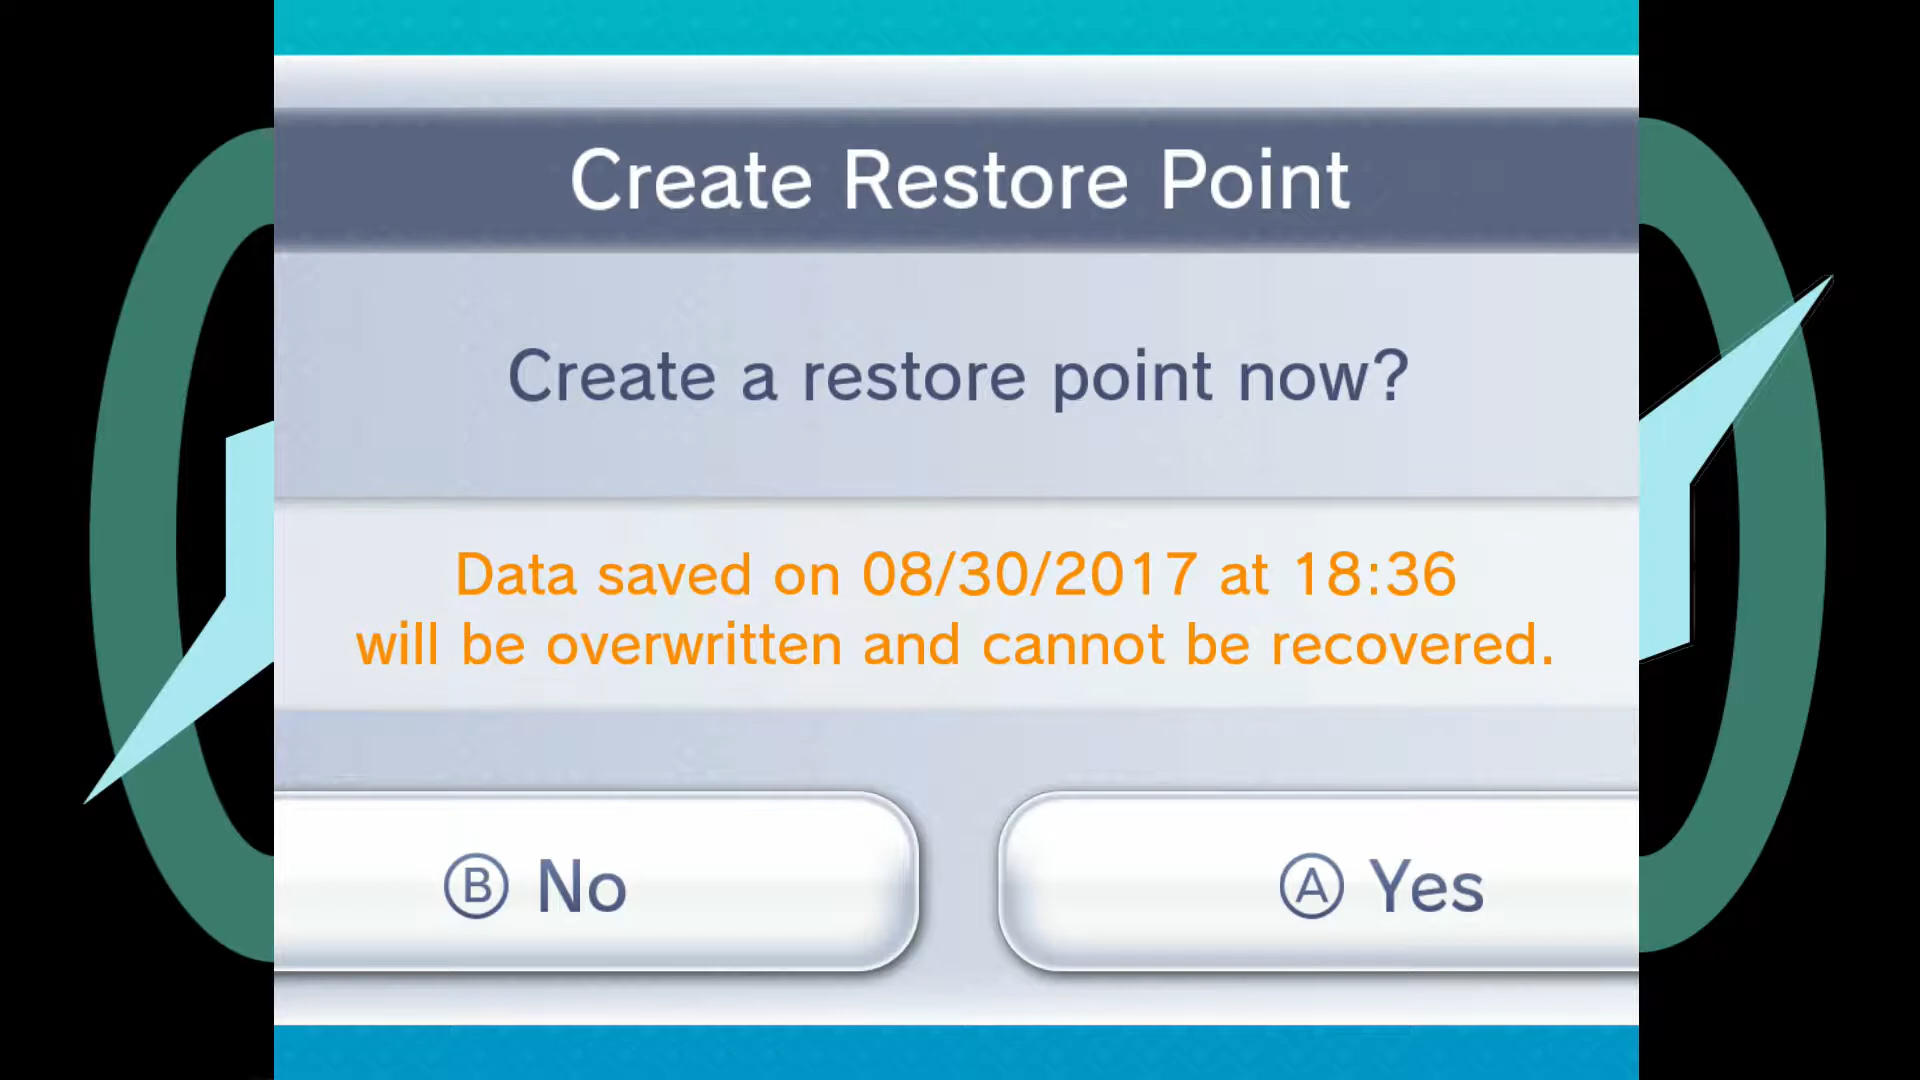 Create Restore Point
Create a restore point now?
Data saved on 08/30/2017 at 18:36
will be overwritten and cannot be recovered.
Ⓑ No
Ⓐ Yes